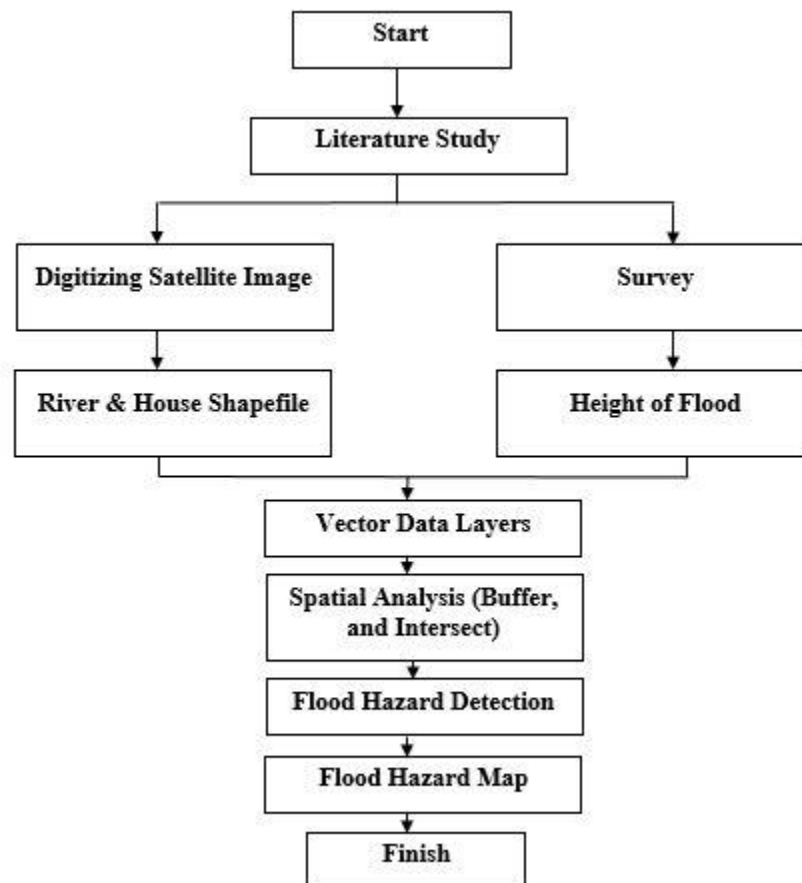 Start
Literature Study
Digitizing Satellite Image
Survey
River & House Shapefile
Height of Flood
Vector Data Layers
Spatial Analysis (Buffer,
and Intersect)
Flood Hazard Detection
Flood Hazard Map
Finish